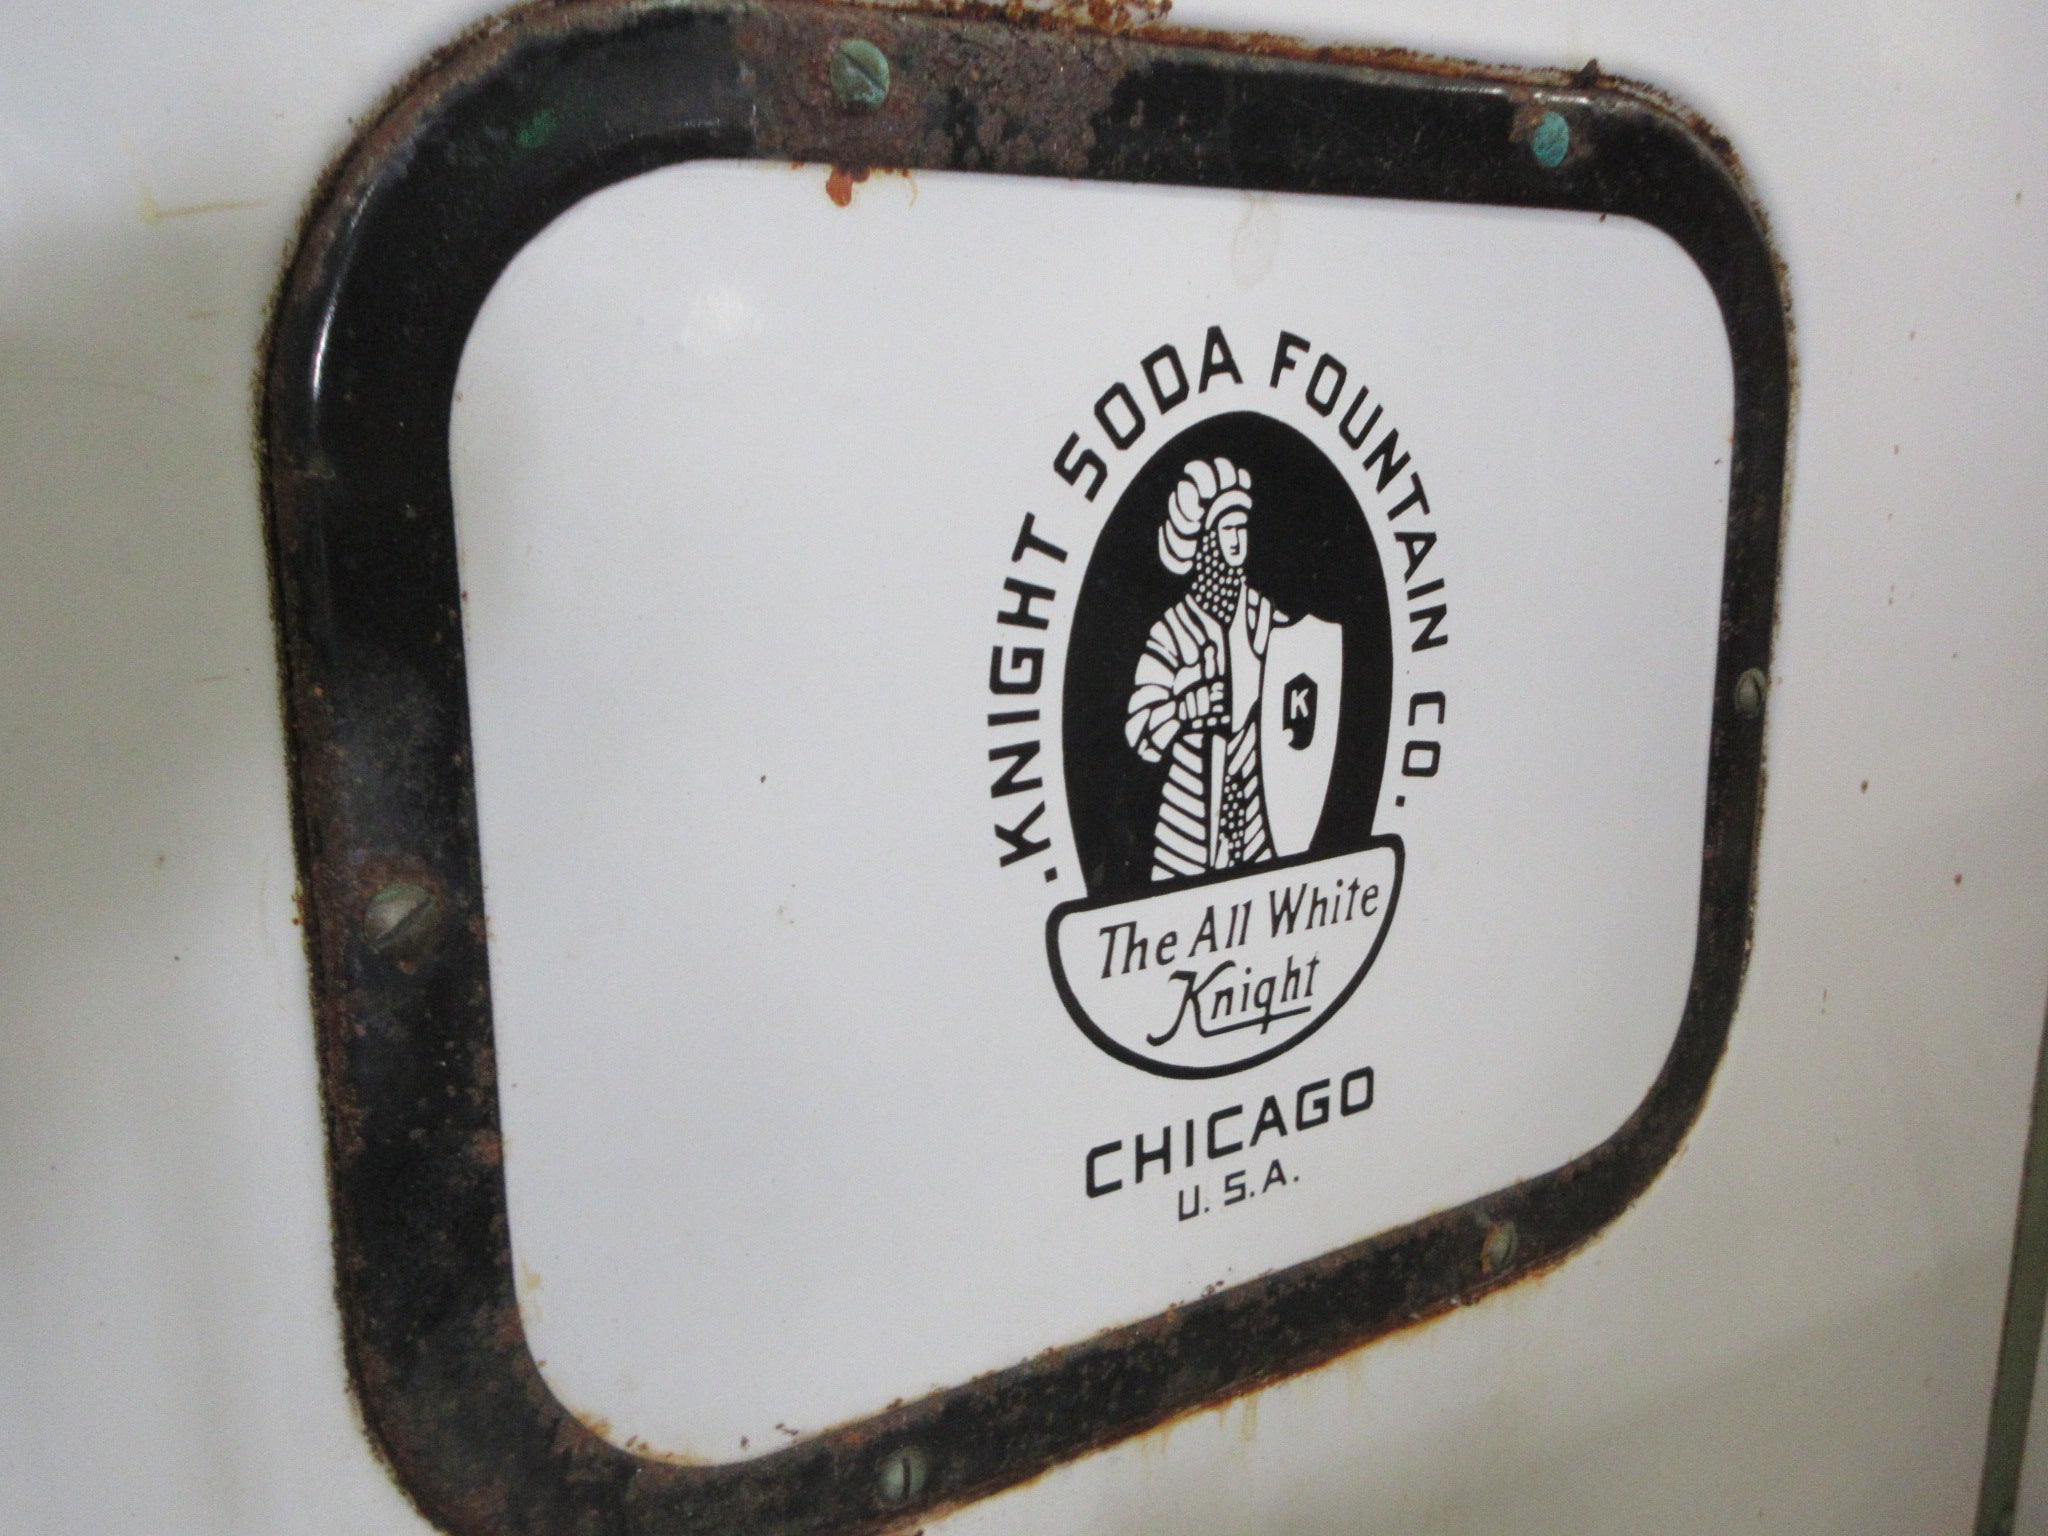 ·KNIGHT SODA FOUNTAIN CO.
K
The All White
Knight
CHICAGO
U.S.A.